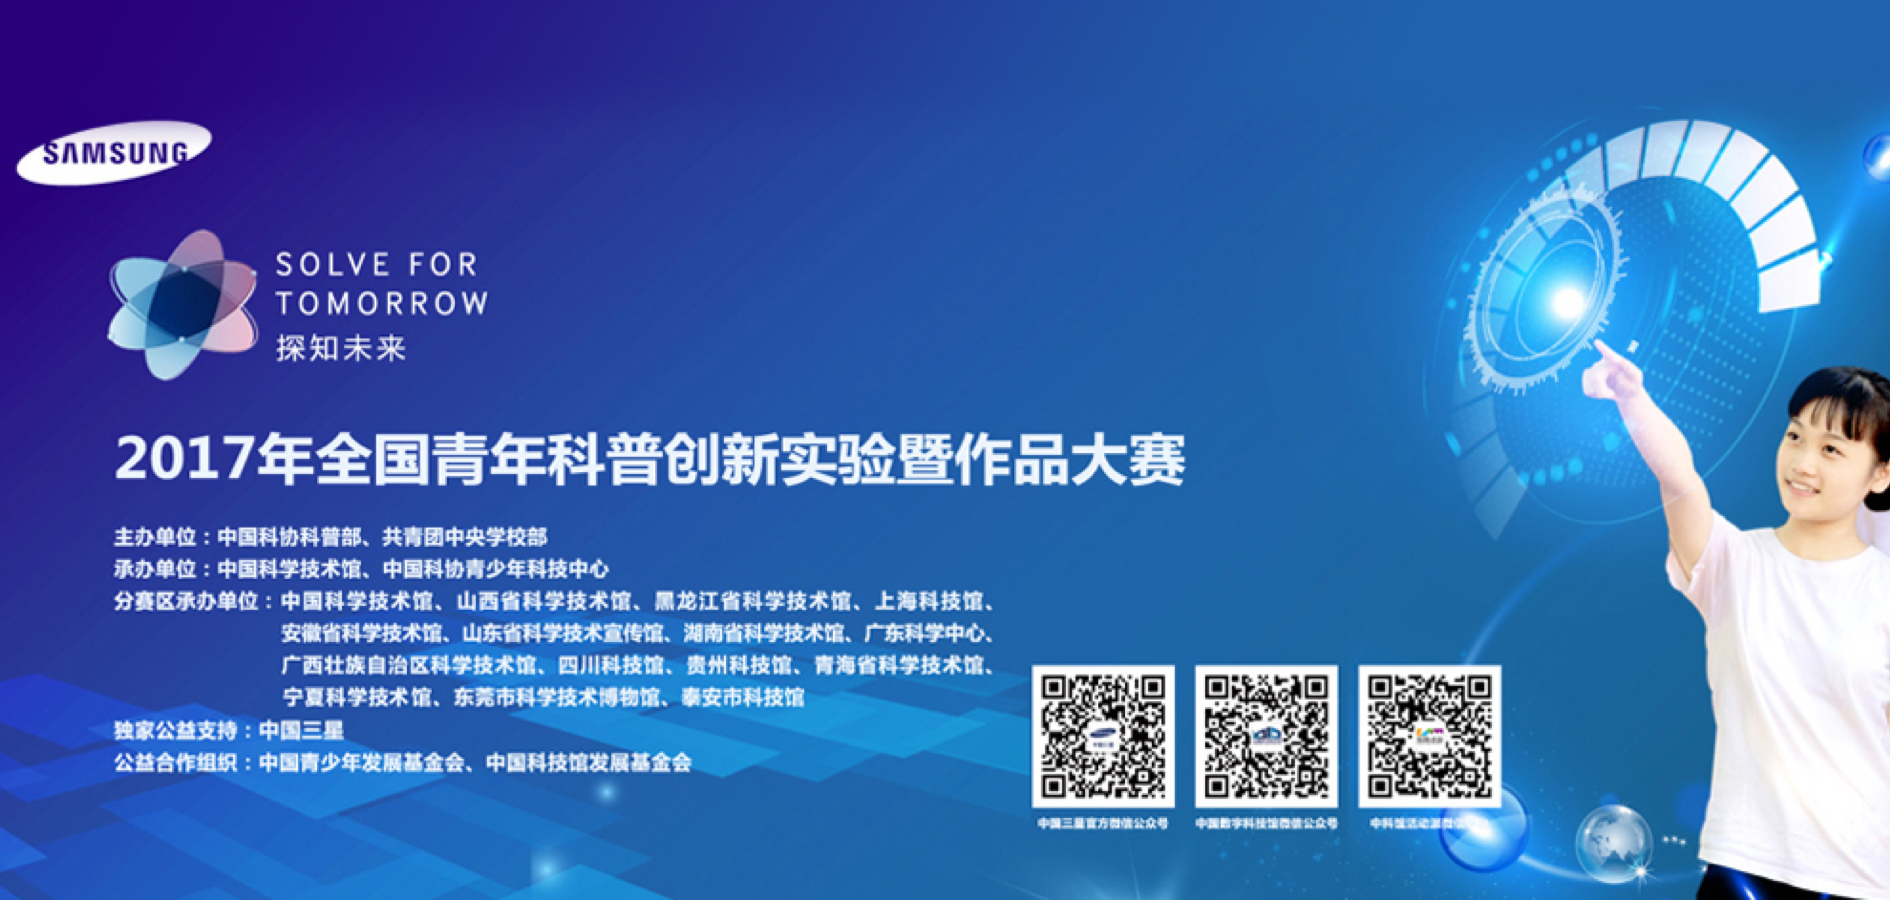 SAMSUNG
SOLVE FOR
TOMORROW
探知未来
2017年全国青年科普创新实验暨作品大赛
主办单位：中国科协科普部、共青团中央学校部
承办单位：中国科学技术馆、中国科协青少年科技中心
分赛区承办单位：中国科学技术馆、山西省科学技术馆、黑龙江省科学技术馆、上海科技馆、
安徽省科学技术馆、山东省科学技术宣传馆、湖南省科学技术馆、广东科学中心、
广西壮族自治区科学技术馆、四川科技馆、贵州科技馆、青海省科学技术馆、
宁夏科学技术馆、东莞市科学技术博物馆、泰安市科技馆
独家公益支持：中国三星
公益合作组织：中国青少年发展基金会、中国科技馆发展基金会
中国三星官方微信公众号
中国数字科技馆微信公众号
中科馆活动派微信